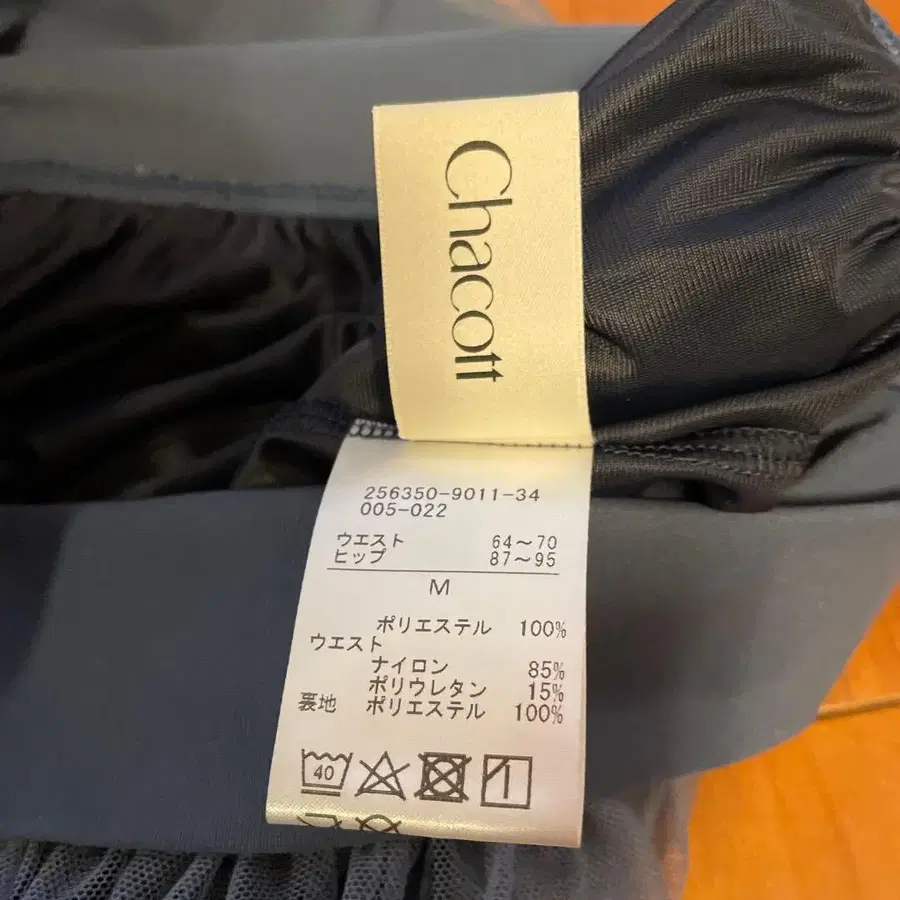 Chacott
256350-9011-34
005-022
ウエスト 64～70
ヒップ 87～95
M
ポリエステル 100%
ウエスト
ナイロン 85%
ポリウレタン 15%
裏地 ポリエステル 100%
40